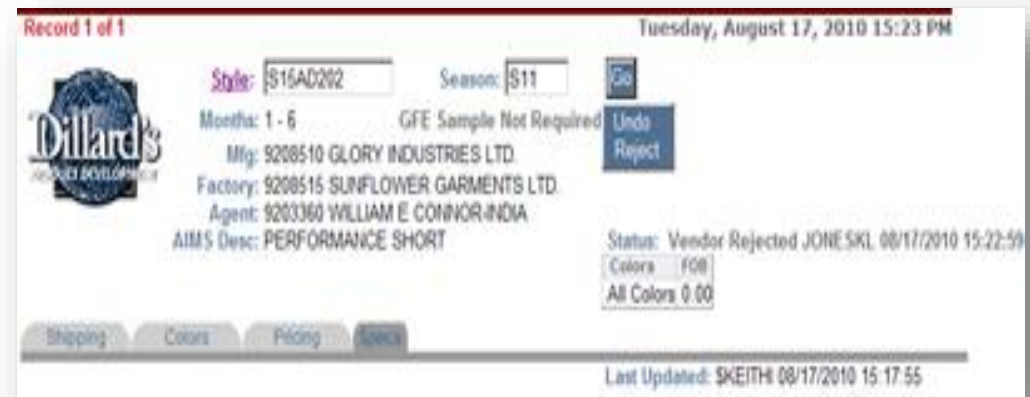 Record 1 of 1
Tuesday, August 17, 2010 15:23 PM
Dillard's
Style: S15AD202 Season: S11 Go
Months: 1 - 6 GFE Sample Not Required Undo Reject
Mfg: 9208510 GLORY INDUSTRIES LTD.
Factory: 9208515 SUNFLOWER GARMENTS LTD.
Agent: 9203360 WILLIAM E CONNOR-INDIA
AIMS Desc: PERFORMANCE SHORT
Status: Vendor Rejected JONESKL 08/17/2010 15:22:59
Colors FOB
All Colors 0.00
Shipping Colors Pricing Specs
Last Updated: $KEITHI 08/17/2010 15:17:55